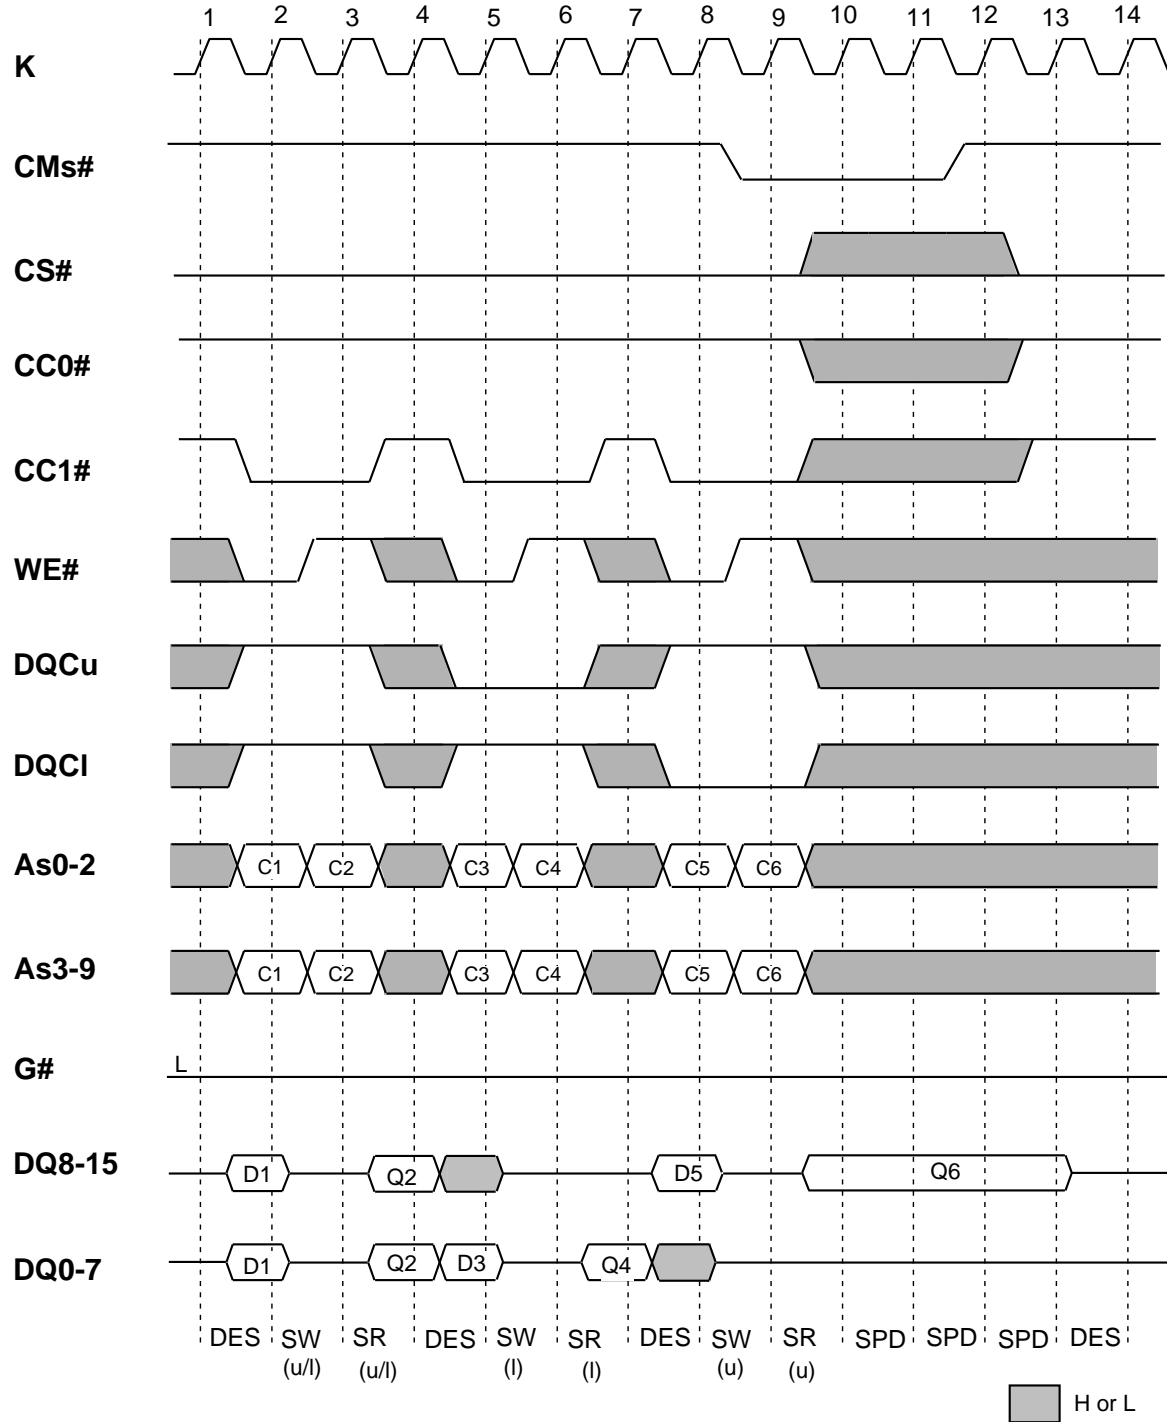 1 2 3 4 5 6 7 8 9 10 11 12 13 14
K
CMs#
CS#
CC0#
CC1#
WE#
DQCu
DQCl
As0-2 C1 C2 C3 C4 C5 C6
As3-9 C1 C2 C3 C4 C5 C6
G# L
DQ8-15 D1 Q2 D5 Q6
DQ0-7 D1 Q2 D3 Q4
DES SW SR DES SW SR DES SW SR SPD SPD SPD DES
(u/l) (u/l) (l) (l) (u) (u)
H or L